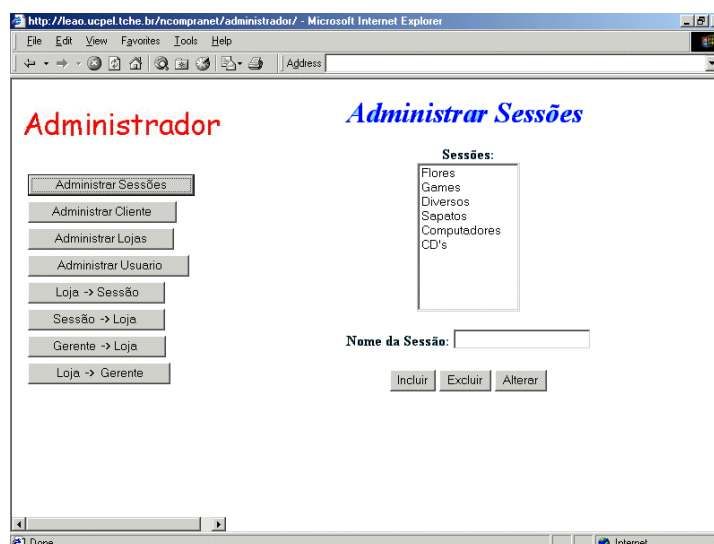 http://leao.ucpel.tche.br/ncompranet/administrador/ - Microsoft Internet Explorer
File Edit View Favorites Tools Help
Address
Administrador
Administrar Sessões
Administrar Cliente
Administrar Lojas
Administrar Usuario
Loja -> Sessão
Sessão -> Loja
Gerente -> Loja
Loja -> Gerente
Administrar Sessões
Sessões:
Flores
Games
Diversos
Sapatos
Computadores
CD's
Nome da Sessão:
Incluir Excluir Alterar
Done Internet